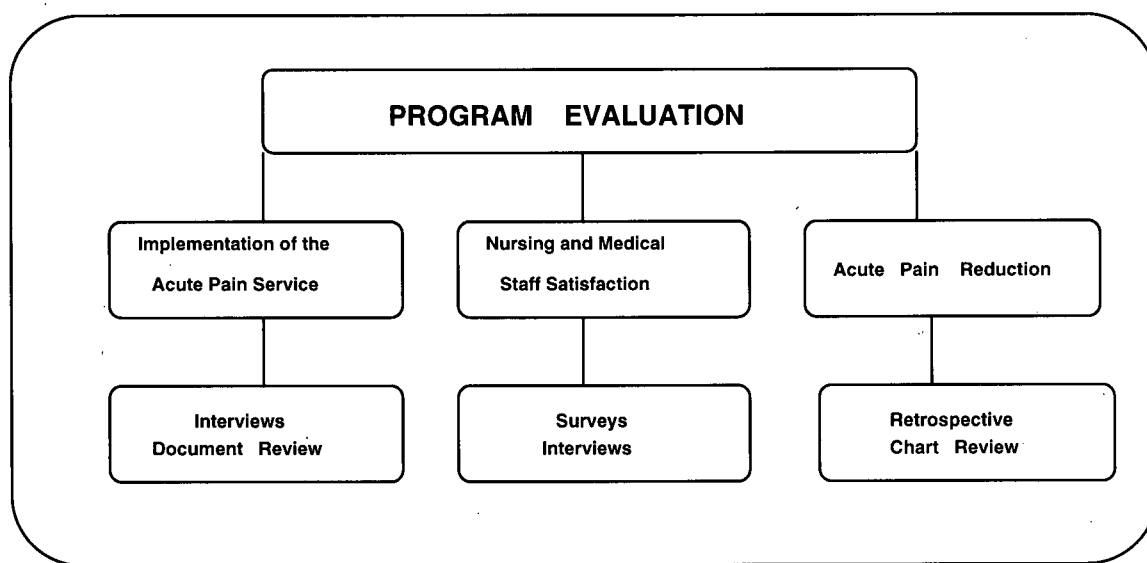 PROGRAM EVALUATION
Implementation of the
Acute Pain Service
Nursing and Medical
Staff Satisfaction
Acute Pain Reduction
Interviews
Document Review
Surveys
Interviews
Retrospective
Chart Review